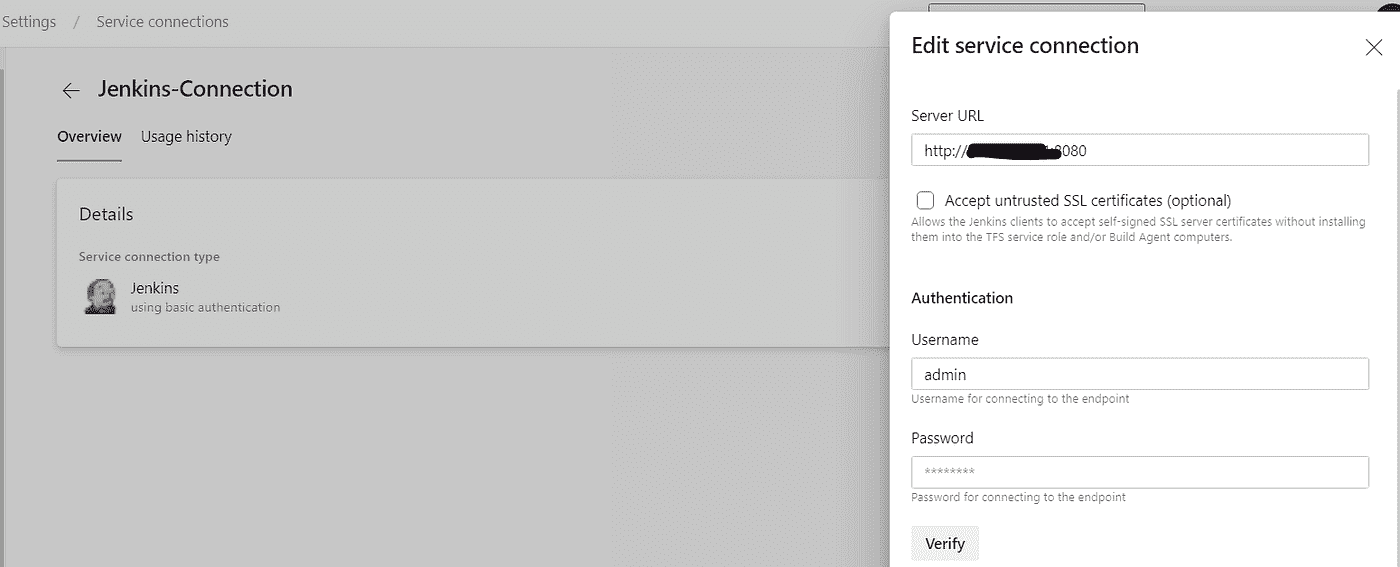 Settings / Service connections
Jenkins-Connection
Overview Usage history
Details
Service connection type
Jenkins
using basic authentication
Edit service connection
Server URL
http:// 8080
Accept untrusted SSL certificates (optional)
Allows the Jenkins clients to accept self-signed SSL server certificates without installing
them into the TFS service role and/or Build Agent computers.
Authentication
Username
admin
Username for connecting to the endpoint
Password
********
Password for connecting to the endpoint
Verify